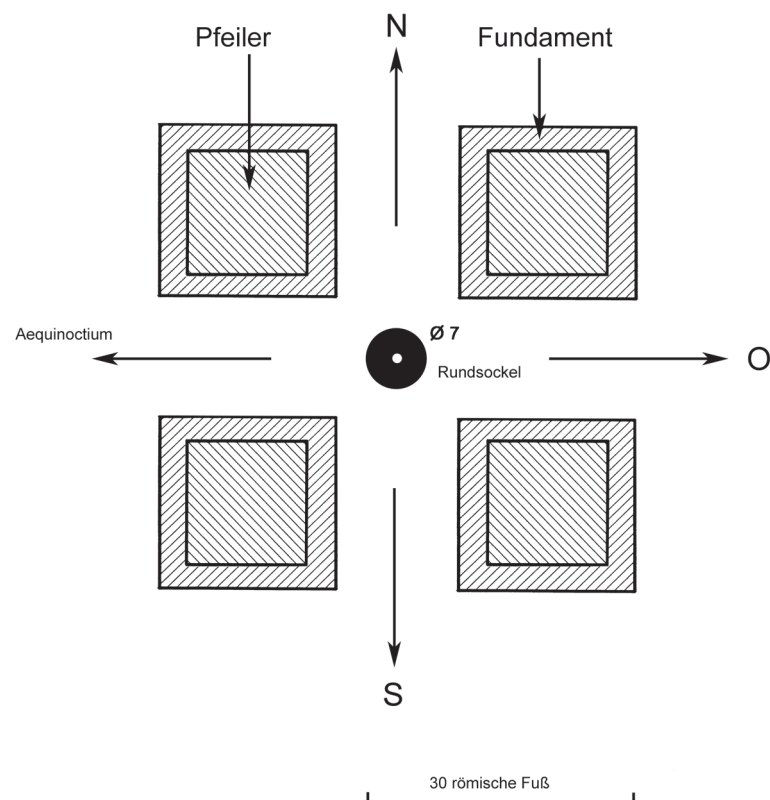 N
Pfeiler
Fundament
Aequinoctium
Ø 7
O
Rundsockel
S
30 römische Fuß